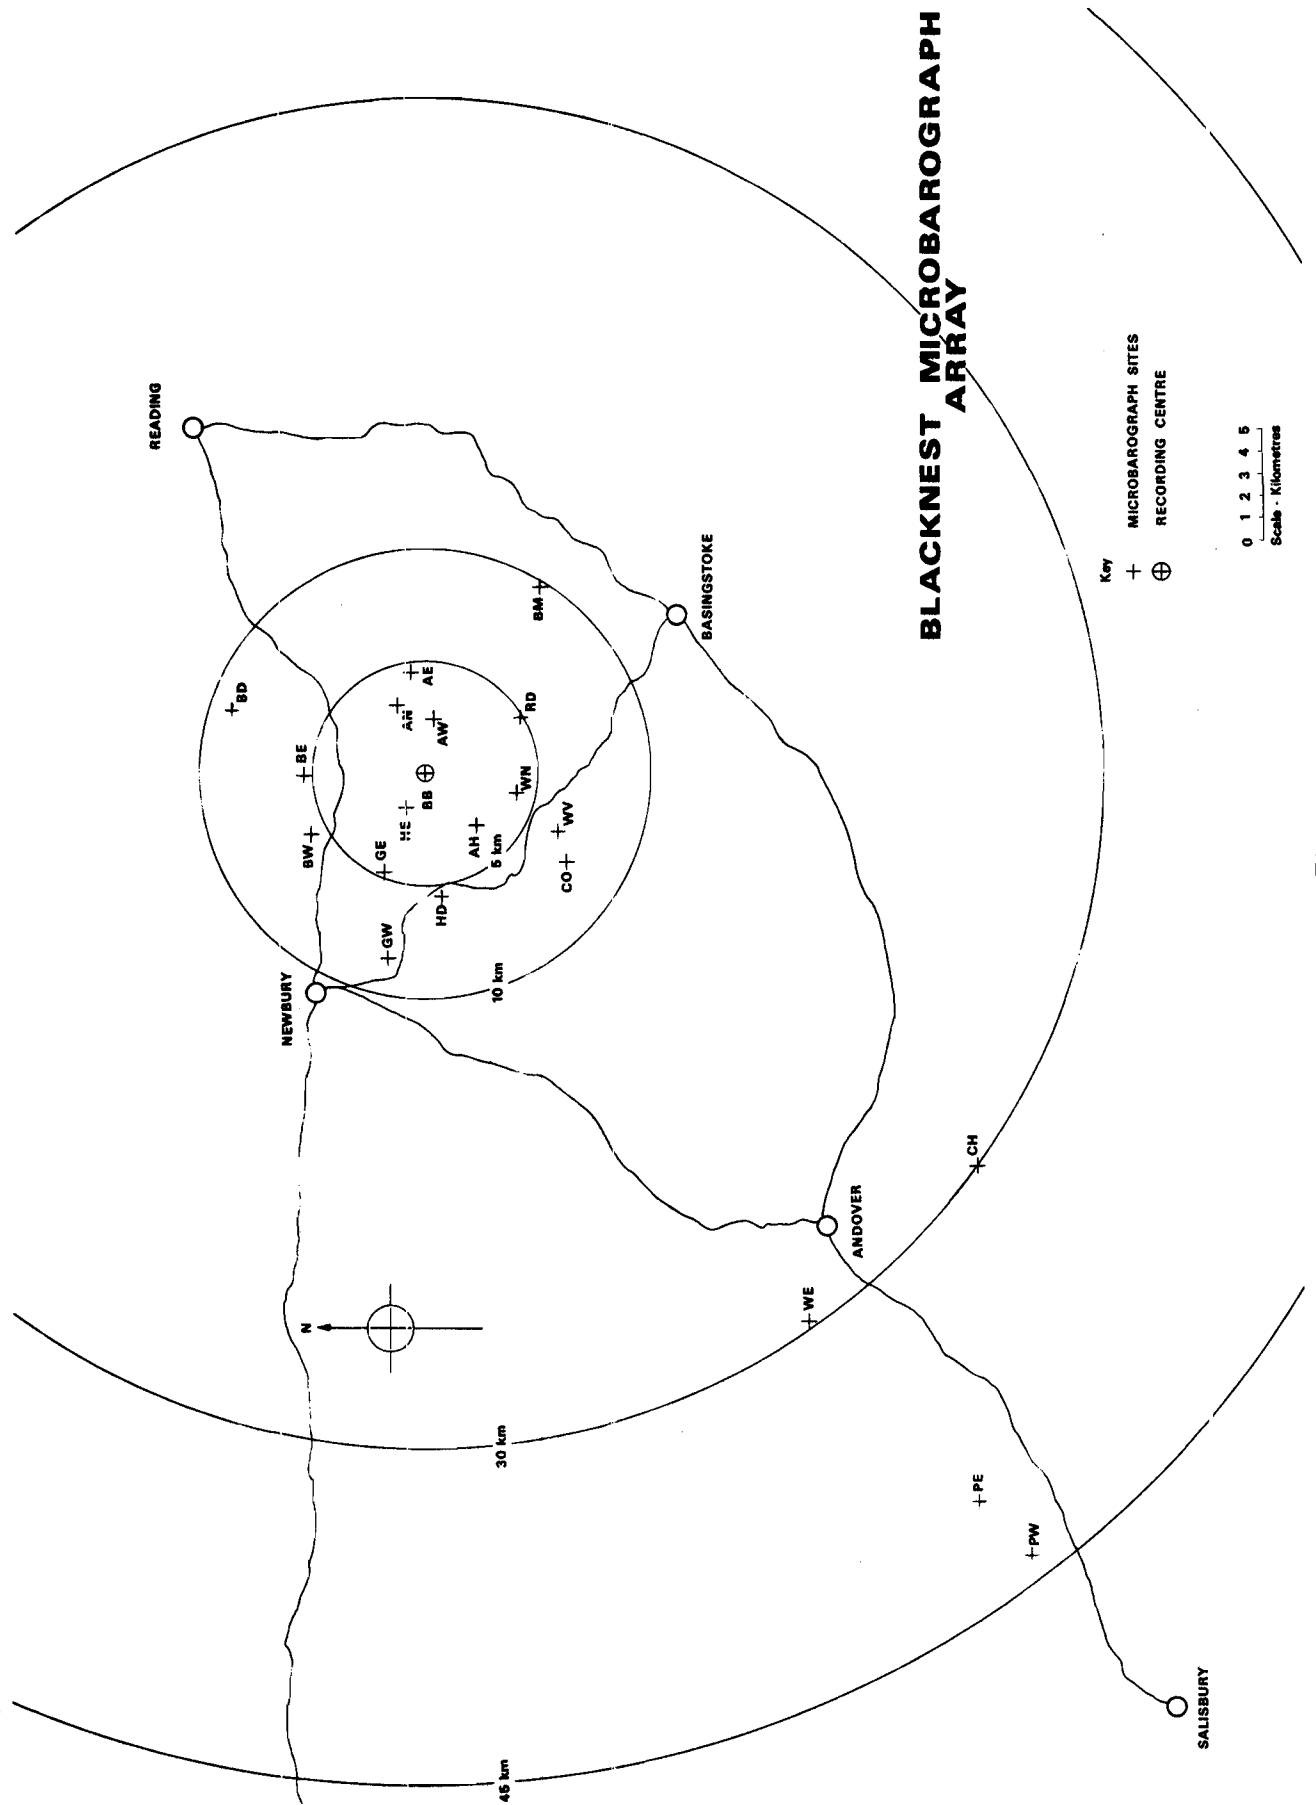 BLACKNEST MICROBAROGRAPH
ARRAY
READING
NEWBURY
BASINGSTOKE
ANDOVER
SALISBURY
BD
BE
BW
AE
AN
AW
BM
RD
BB
HE
WN
GE
AH
WV
5 km
CO
HD
GW
10 km
N
CH
WE
30 km
PE
PW
45 km
Key
MICROBAROGRAPH SITES
RECORDING CENTRE
0 1 2 3 4 5
Scale - Kilometres